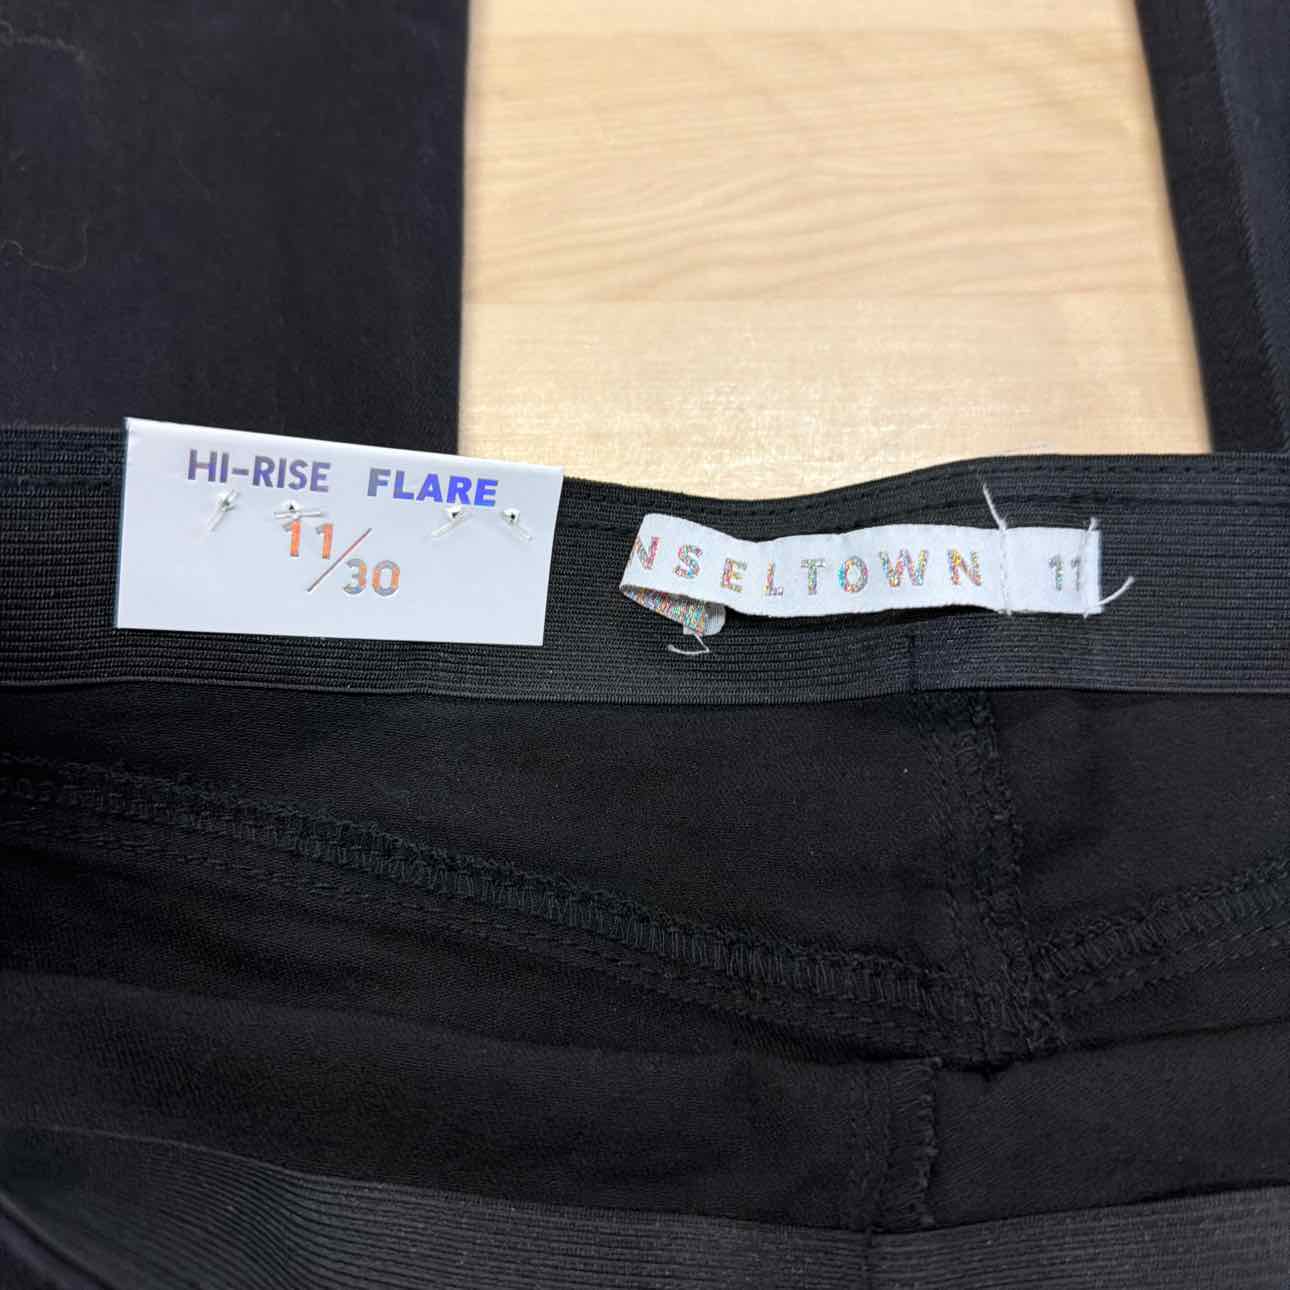 HI-RISE FLARE
11/30
NSELTOWN
11